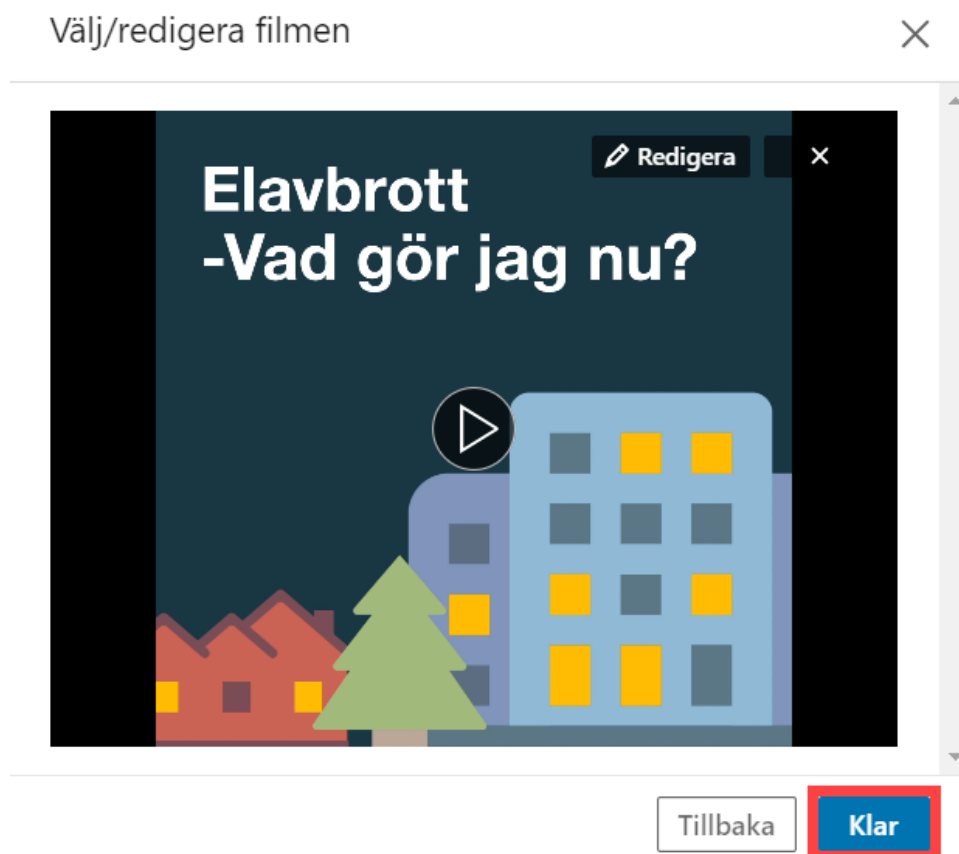 Välj/redigera filmen
Redigera
Elavbrott
-Vad gör jag nu?
Tillbaka
Klar